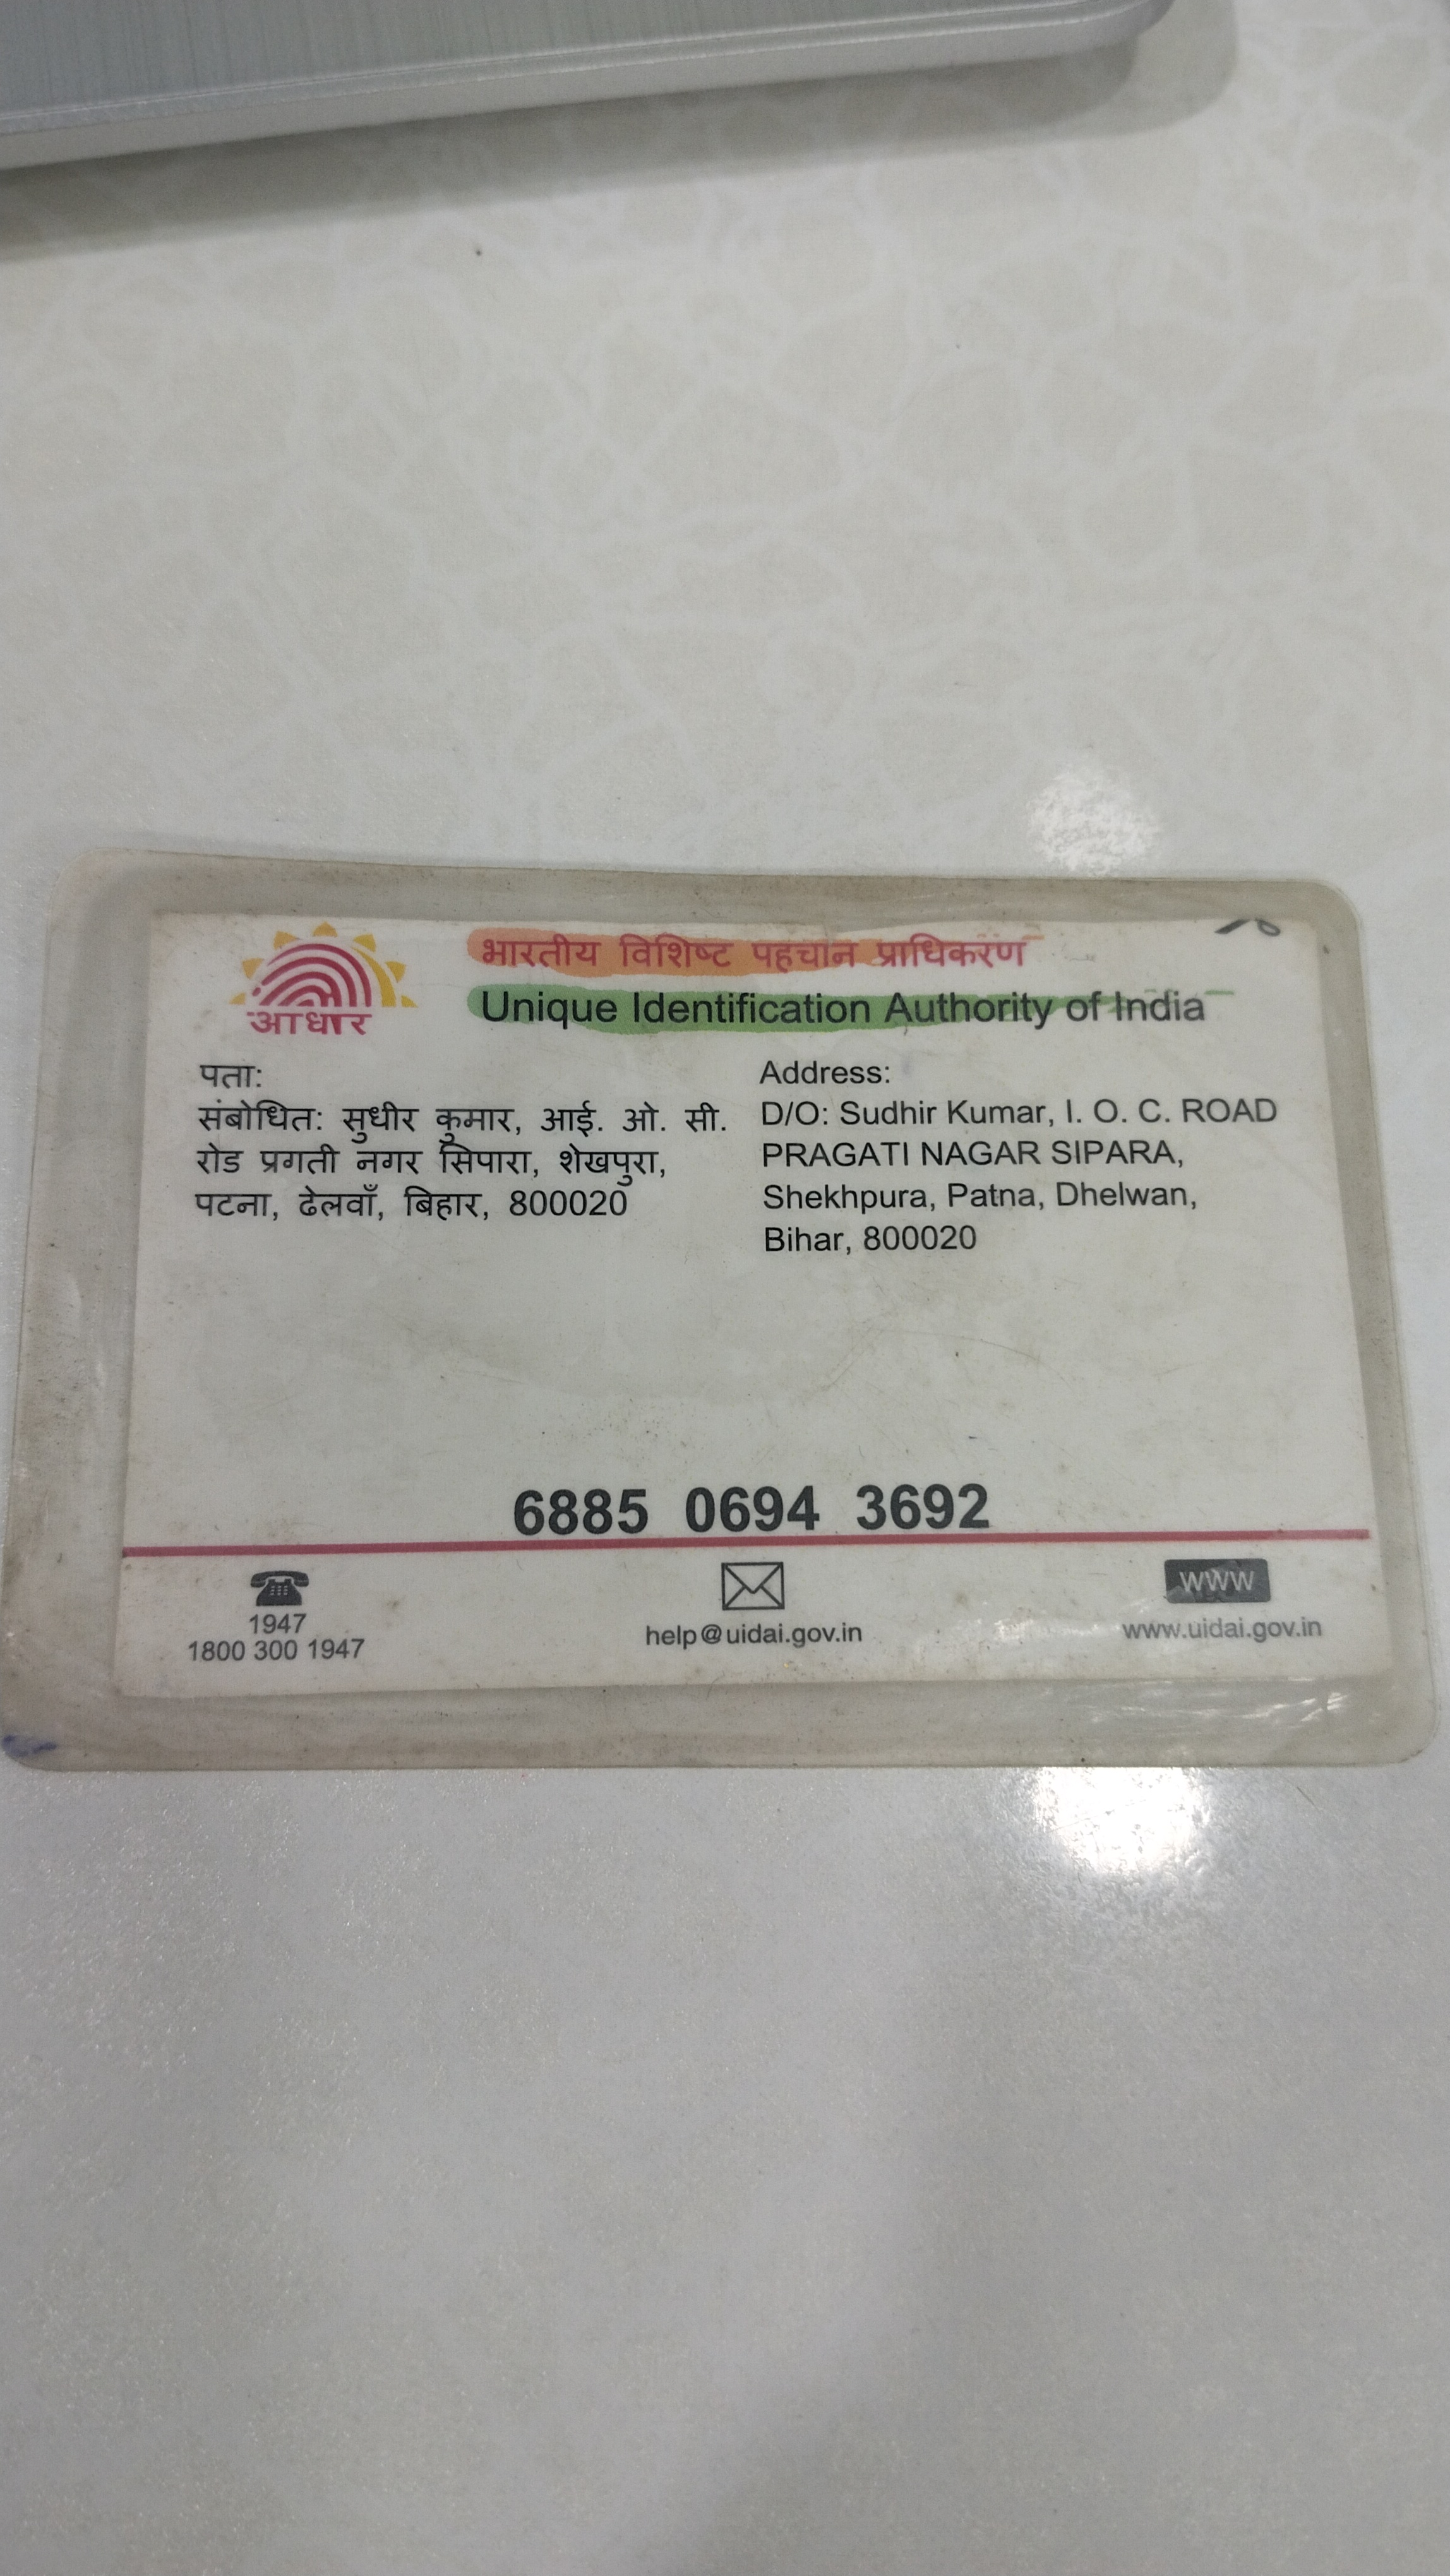 भारतीय विशिष्ट पहचान प्राधिकरण
Unique Identification Authority of India
आधार
पता:
संबोधित: सुधीर कुमार, आई. ओ. सी.
रोड प्रगती नगर सिपारा, शेखपुरा,
पटना, ढेलवाँ, बिहार, 800020
Address:
D/O: Sudhir Kumar, I. O. C. ROAD
PRAGATI NAGAR SIPARA,
Shekhpura, Patna, Dhelwan,
Bihar, 800020
6885 0694 3692
1947
1800 300 1947
help@uidai.gov.in
www
www.uidai.gov.in